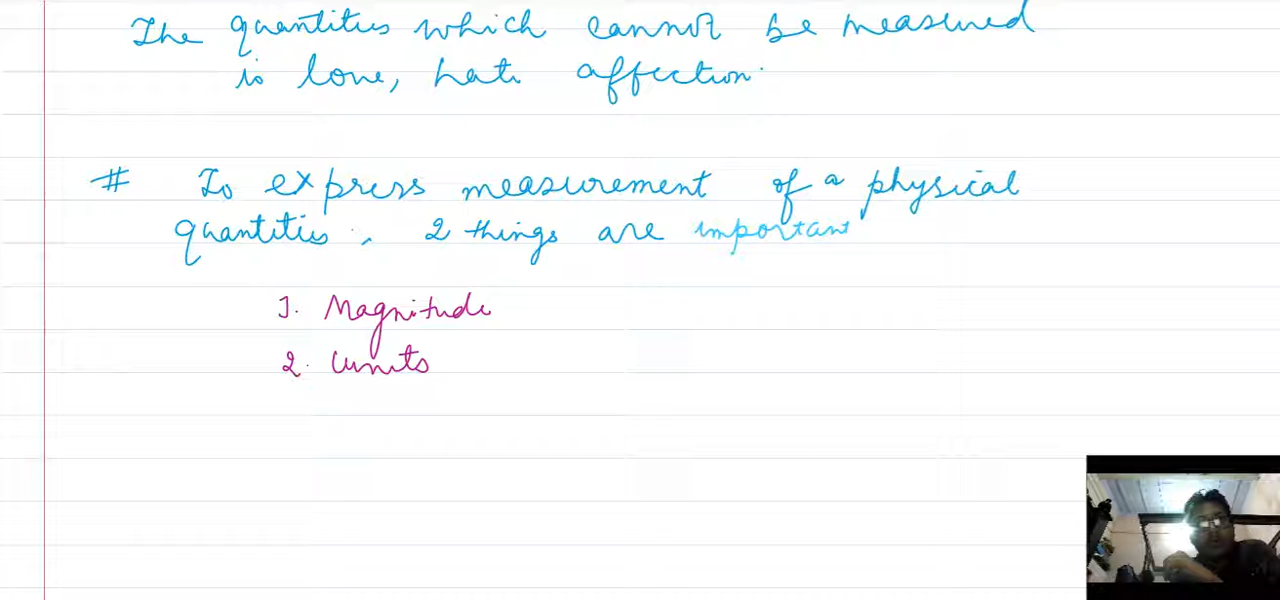 The quantities which cannot be measured
is love, hate affection.
# To express measurement of a physical
quantities, 2 things are important
1. Magnitude
2. Units